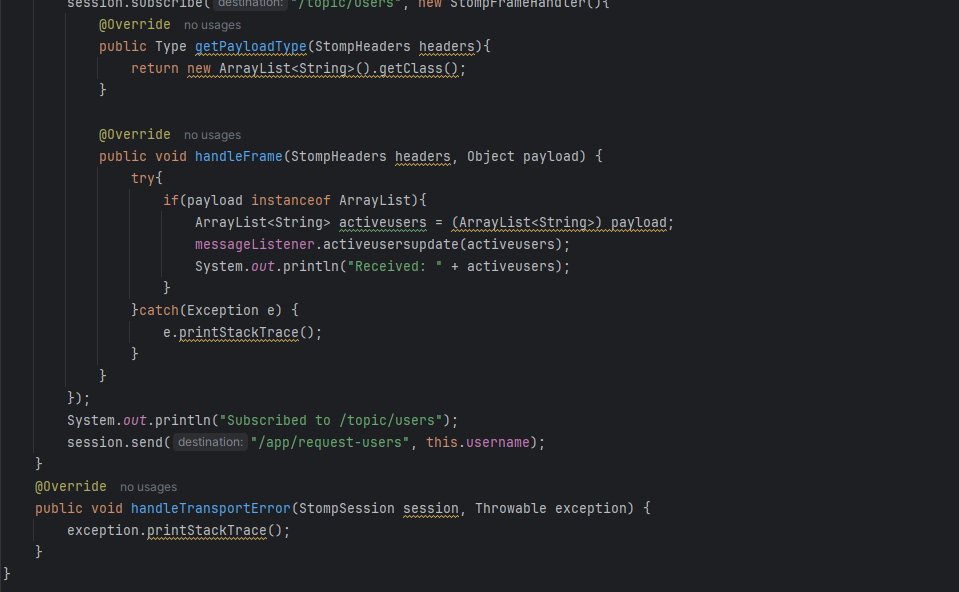 session.subscribe( destination: "/topic/users", new StompFrameHandler(){
@Override no usages
public Type getPayloadType(StompHeaders headers){
return new ArrayList<String>().getClass();
}
@Override no usages
public void handleFrame(StompHeaders headers, Object payload) {
try{
if(payload instanceof ArrayList){
ArrayList<String> activeusers = (ArrayList<String>) payload;
messageListener.activeusersupdate(activeusers);
System.out.println("Received: " + activeusers);
}
}catch(Exception e) {
e.printStackTrace();
}
}
});
System.out.println("Subscribed to /topic/users");
session.send( destination: "/app/request-users", this.username);
}
@Override no usages
public void handleTransportError(StompSession session, Throwable exception) {
exception.printStackTrace();
}
}